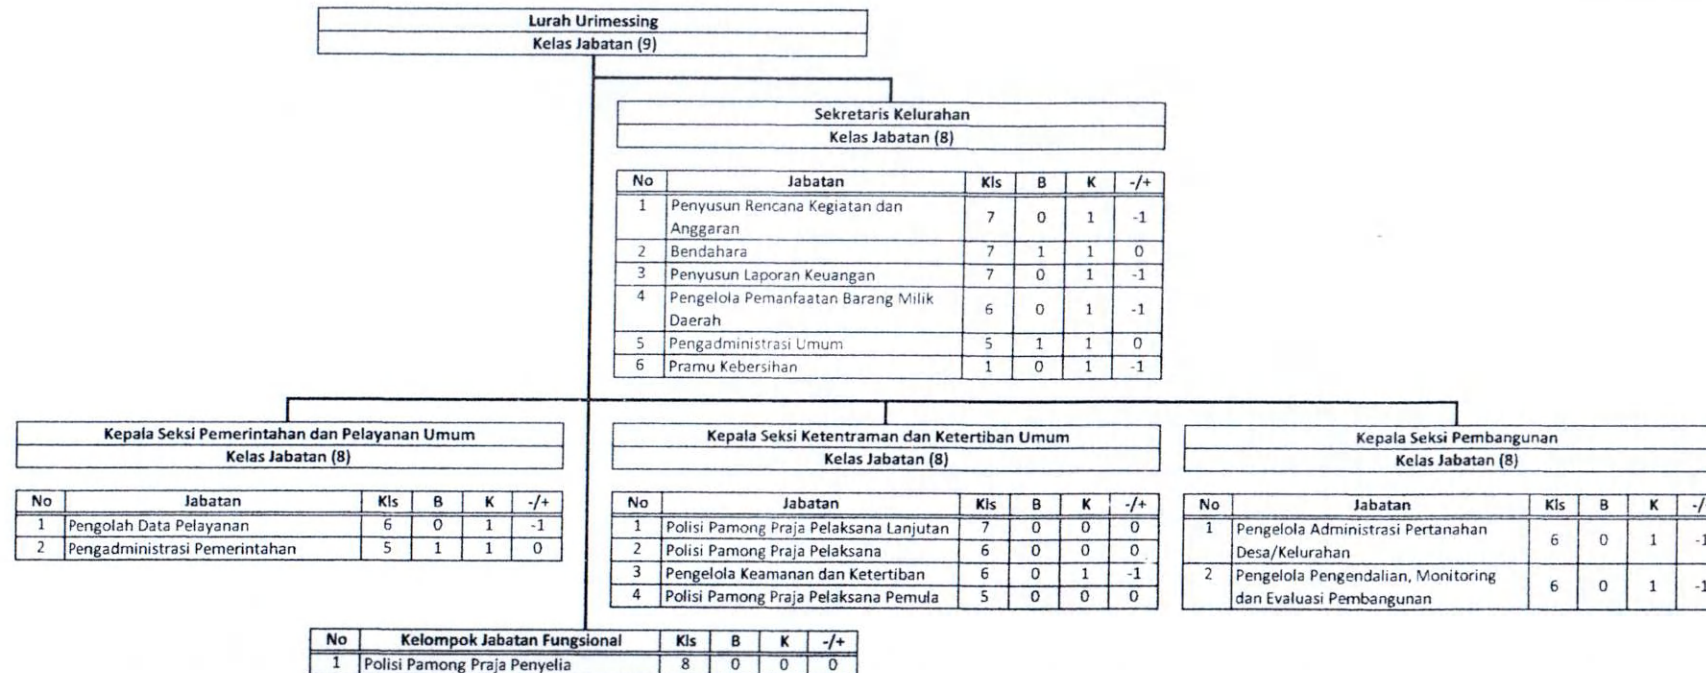 Lurah Urimessing
Kelas Jabatan (9)
Sekretaris Kelurahan
Kelas Jabatan (8)
No Jabatan Kls B K -/+
1 Penyusun Rencana Kegiatan dan
Anggaran 7 0 1 -1
2 Bendahara 7 1 1 0
3 Penyusun Laporan Keuangan 7 0 1 -1
4 Pengelola Pemanfaatan Barang Milik
Daerah 6 0 1 -1
5 Pengadministrasi Umum 5 1 1 0
6 Pramu Kebersihan 1 0 1 -1
Kepala Seksi Pemerintahan dan Pelayanan Umum
Kelas Jabatan (8)
No Jabatan Kls B K -/+
1 Pengolah Data Pelayanan 6 0 1 -1
2 Pengadministrasi Pemerintahan 5 1 1 0
Kepala Seksi Ketentraman dan Ketertiban Umum
Kelas Jabatan (8)
No Jabatan Kls B K -/+
1 Polisi Pamong Praja Pelaksana Lanjutan 7 0 0 0
2 Polisi Pamong Praja Pelaksana 6 0 0 0
3 Pengelola Keamanan dan Ketertiban 6 0 1 -1
4 Polisi Pamong Praja Pelaksana Pemula 5 0 0 0
Kepala Seksi Pembangunan
Kelas Jabatan (8)
No Jabatan Kls B K -/
1 Pengelola Administrasi Pertanahan
Desa/Kelurahan 6 0 1 -1
2 Pengelola Pengendalian, Monitoring
dan Evaluasi Pembangunan 6 0 1 -1
No Kelompok Jabatan Fungsional Kls B K -/+
1 Polisi Pamong Praja Penyelia 8 0 0 0